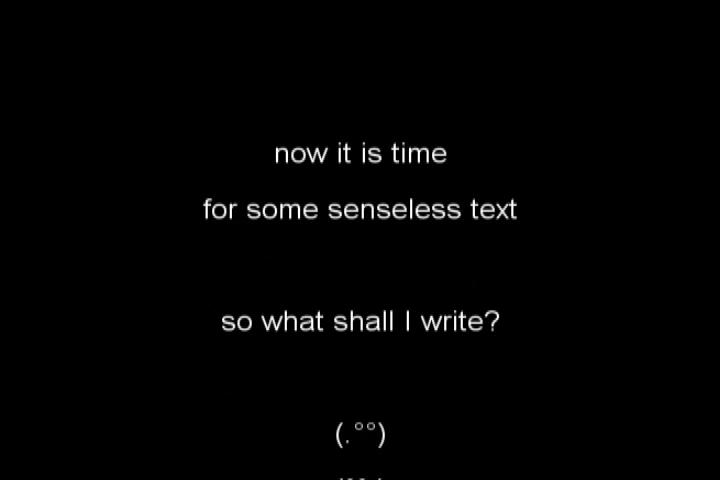 now it is time
for some senseless text
so what shall I write?
(.°°)